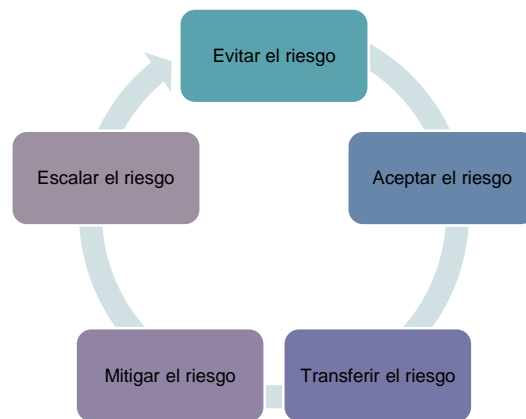 Evitar el riesgo
Aceptar el riesgo
Transferir el riesgo
Mitigar el riesgo
Escalar el riesgo